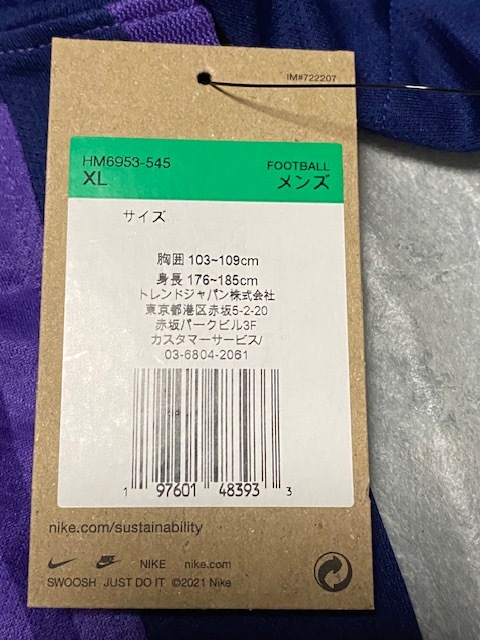 IM#722207
HM6953-545
XL
FOOTBALL
メンズ
サイズ
胸囲 103~109cm
身長 176~185cm
トレンドジャパン株式会社
東京都港区赤坂5-2-20
赤坂パークビル3F
カスタマーサービス/
03-6804-2061
1 97601 48393 3
nike.com/sustainability
NIKE nike.com
SWOOSH JUST DO IT ©2021 Nike